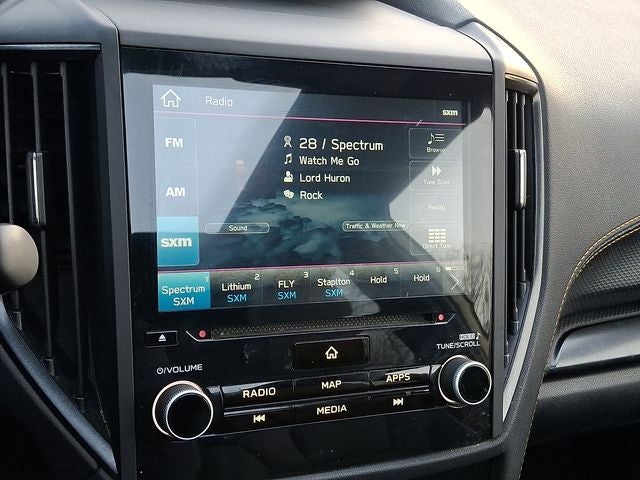 Radio
sxm
FM
28 / Spectrum
Watch Me Go
Browse
Lord Huron
Tune Scan
AM
Rock
Replay
sxm
Sound
Traffic & Weather Now
Direct Tune
1
Spectrum
SXM
2
Lithium
SXM
3
FLY
SXM
4
Staplton
SXM
5
Hold
6
Hold
HOLD
TUNE/SCROLL
VOLUME
RADIO
MAP
APPS
MEDIA